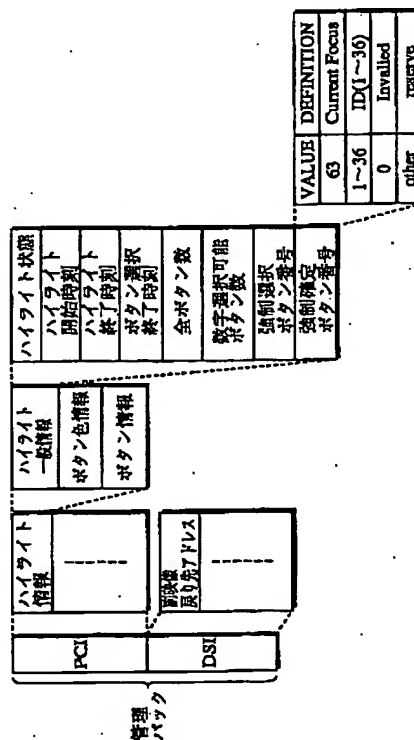 管理
パック
PCI
DSI
ハイライト
情報
副映像
戻り先アドレス
ハイライト
一般情報
ボタン色情報
ボタン情報
ハイライト状態
ハイライト
開始時刻
ハイライト
終了時刻
ボタン選択
終了時刻
全ボタン数
数字選択可能
ボタン数
強制選択
ボタン番号
強制確定
ボタン番号
VALUE DEFINITION
63 Current Focus
1~36 ID(1~36)
0 Invalied
other reserve